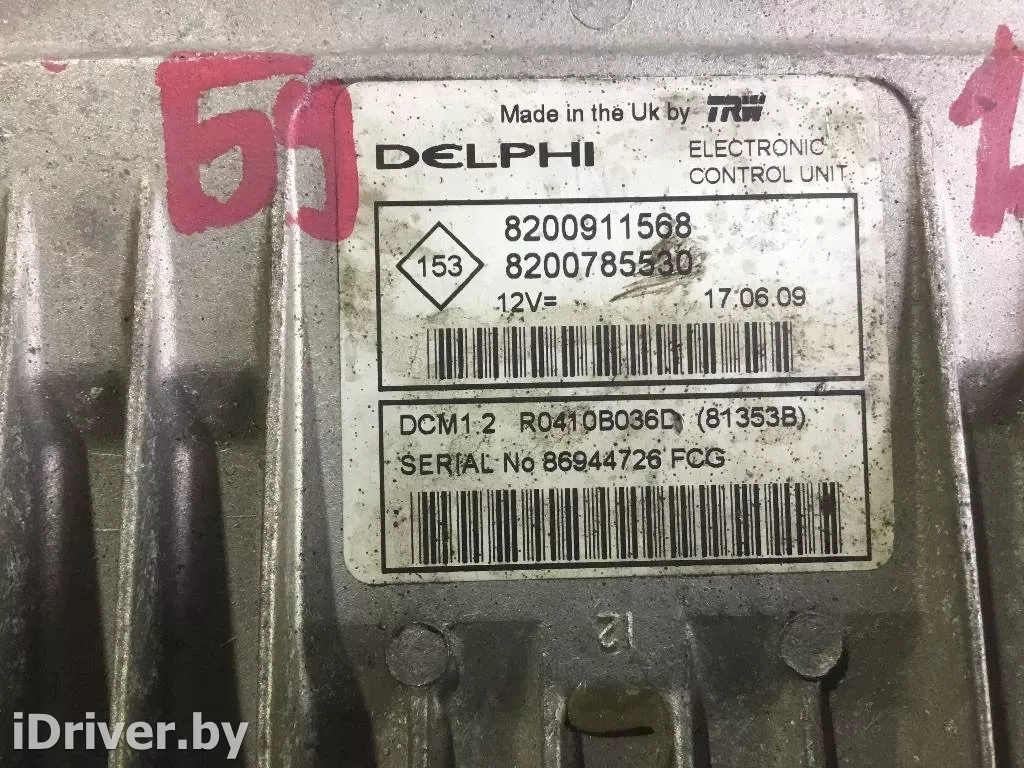 Made in the Uk by TRW
DELPHI
ELECTRONIC
CONTROL UNIT
8200911568
153
8200785530
12V=
17.06.09
DCM1.2 R0410B036D (81353B)
SERIAL No 86944726 FCG
12
iDriver.by